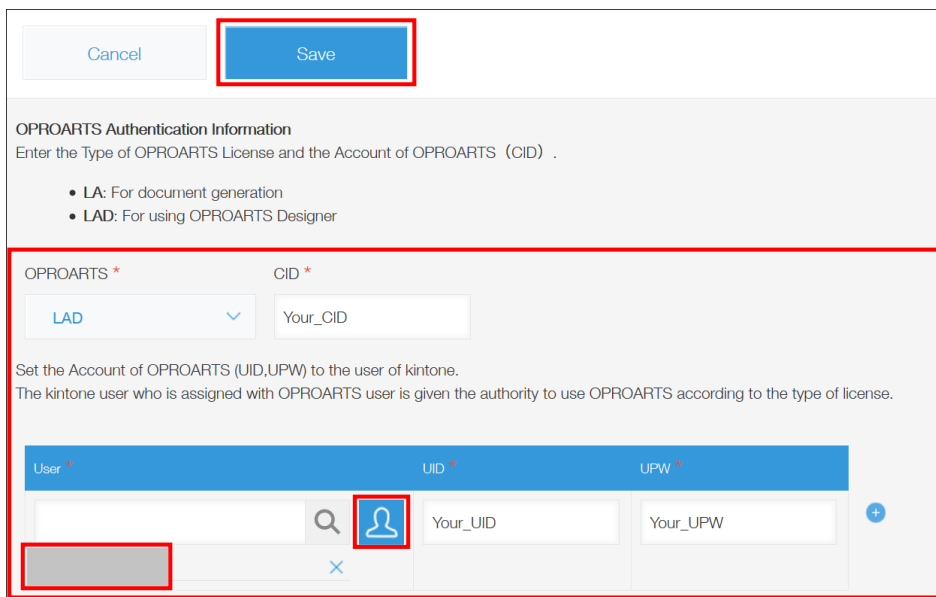 Cancel
Save
OPROARTS Authentication Information
Enter the Type of OPROARTS License and the Account of OPROARTS（CID）.
• LA: For document generation
• LAD: For using OPROARTS Designer
OPROARTS *
CID *
LAD
Your_CID
Set the Account of OPROARTS (UID,UPW) to the user of kintone.
The kintone user who is assigned with OPROARTS user is given the authority to use OPROARTS according to the type of license.
User *
UID *
UPW *
Your_UID
Your_UPW